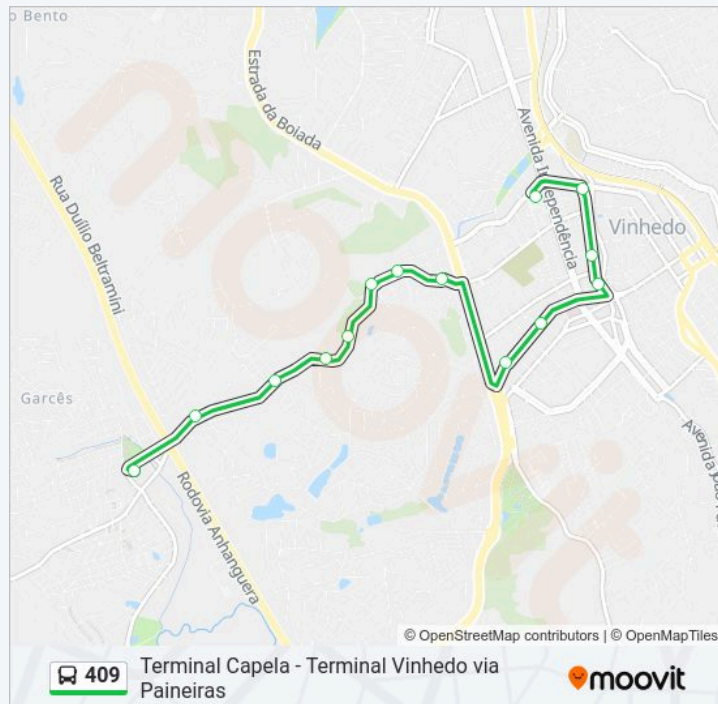 o Bento
Estrada da Boiada
Avenida Independência
Rua Duílio Beltramini
Vinhedo
Garcês
Rodovia Anhanguera
moovit
© OpenStreetMap contributors | © OpenMapTiles
409
Terminal Capela - Terminal Vinhedo via
Paineiras
moovit